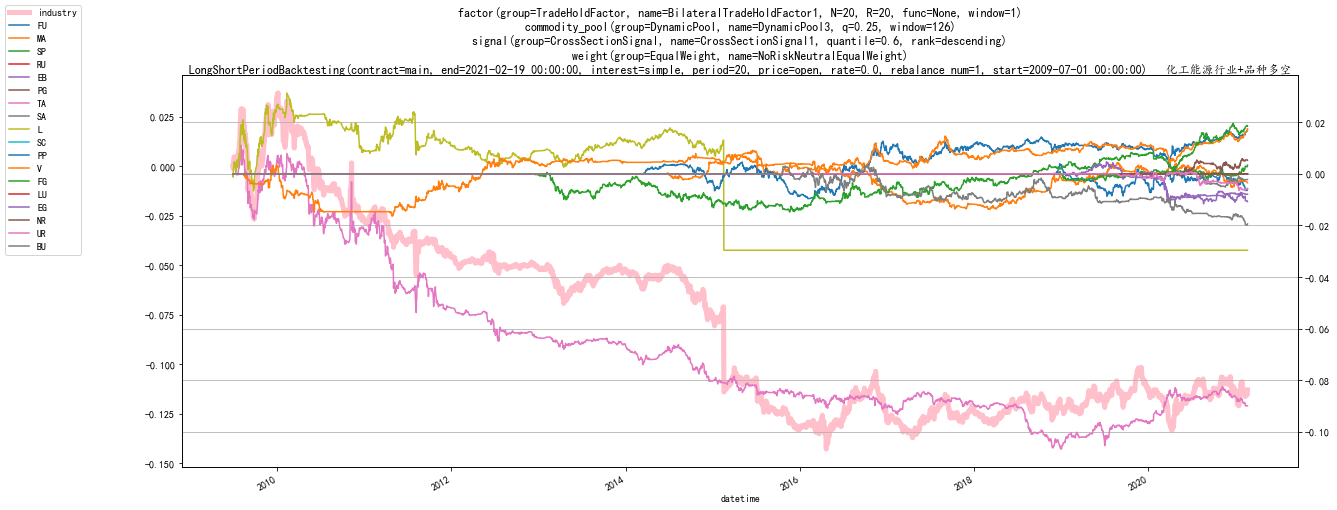 factor(group=TradeHoldFactor, name=BilateralTradeHoldFactor1, N=20, R=20, func=None, window=1)
commodity_pool(group=DynamicPool, name=DynamicPool3, q=0.25, window=126)
signal(group=CrossSectionSignal, name=CrossSectionSignal1, quantile=0.6, rank=descending)
weight(group=EqualWeight, name=NoRiskNeutralEqualWeight)
LongShortPeriodBacktesting(contract=main, end=2021-02-19 00:00:00, interest=simple, period=20, price=open, rate=0.0, rebalance_num=1, start=2009-07-01 00:00:00) 化工能源行业+品种多空
industry
FU
MA
SP
RU
EB
PG
TA
SA
L
SC
PP
V
FG
LU
EG
NR
UR
BU
0.025
0.000
−0.025
−0.050
−0.075
−0.100
−0.125
−0.150
0.02
0.00
−0.02
−0.04
−0.06
−0.08
−0.10
2010
2012
2014
2016
2018
2020
datetime